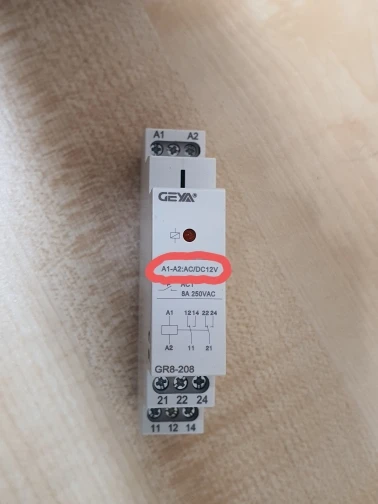 A1 A2
GEYA
A1-A2:AC/DC12V
AC1
8A 250VAC
A1 12 14 22 24
A2 11 21
GR8-208
21 22 24
11 12 14